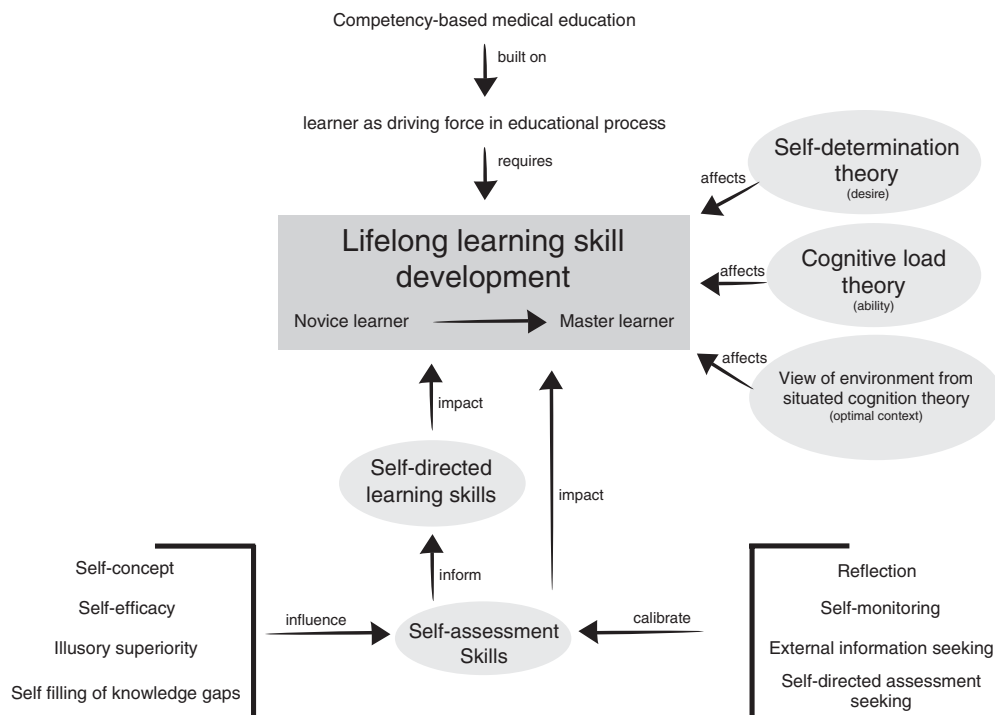 Competency-based medical education
built on
learner as driving force in educational process
requires
Self-determination
theory
(desire)
affects
Lifelong learning skill
development
Novice learner
Master learner
Cognitive load
theory
(ability)
affects
View of environment from
situated cognition theory
(optimal context)
affects
impact
Self-directed
learning skills
impact
inform
Self-concept
Self-efficacy
Illusory superiority
Self filling of knowledge gaps
influence
Self-assessment
Skills
calibrate
Reflection
Self-monitoring
External information seeking
Self-directed assessment
seeking